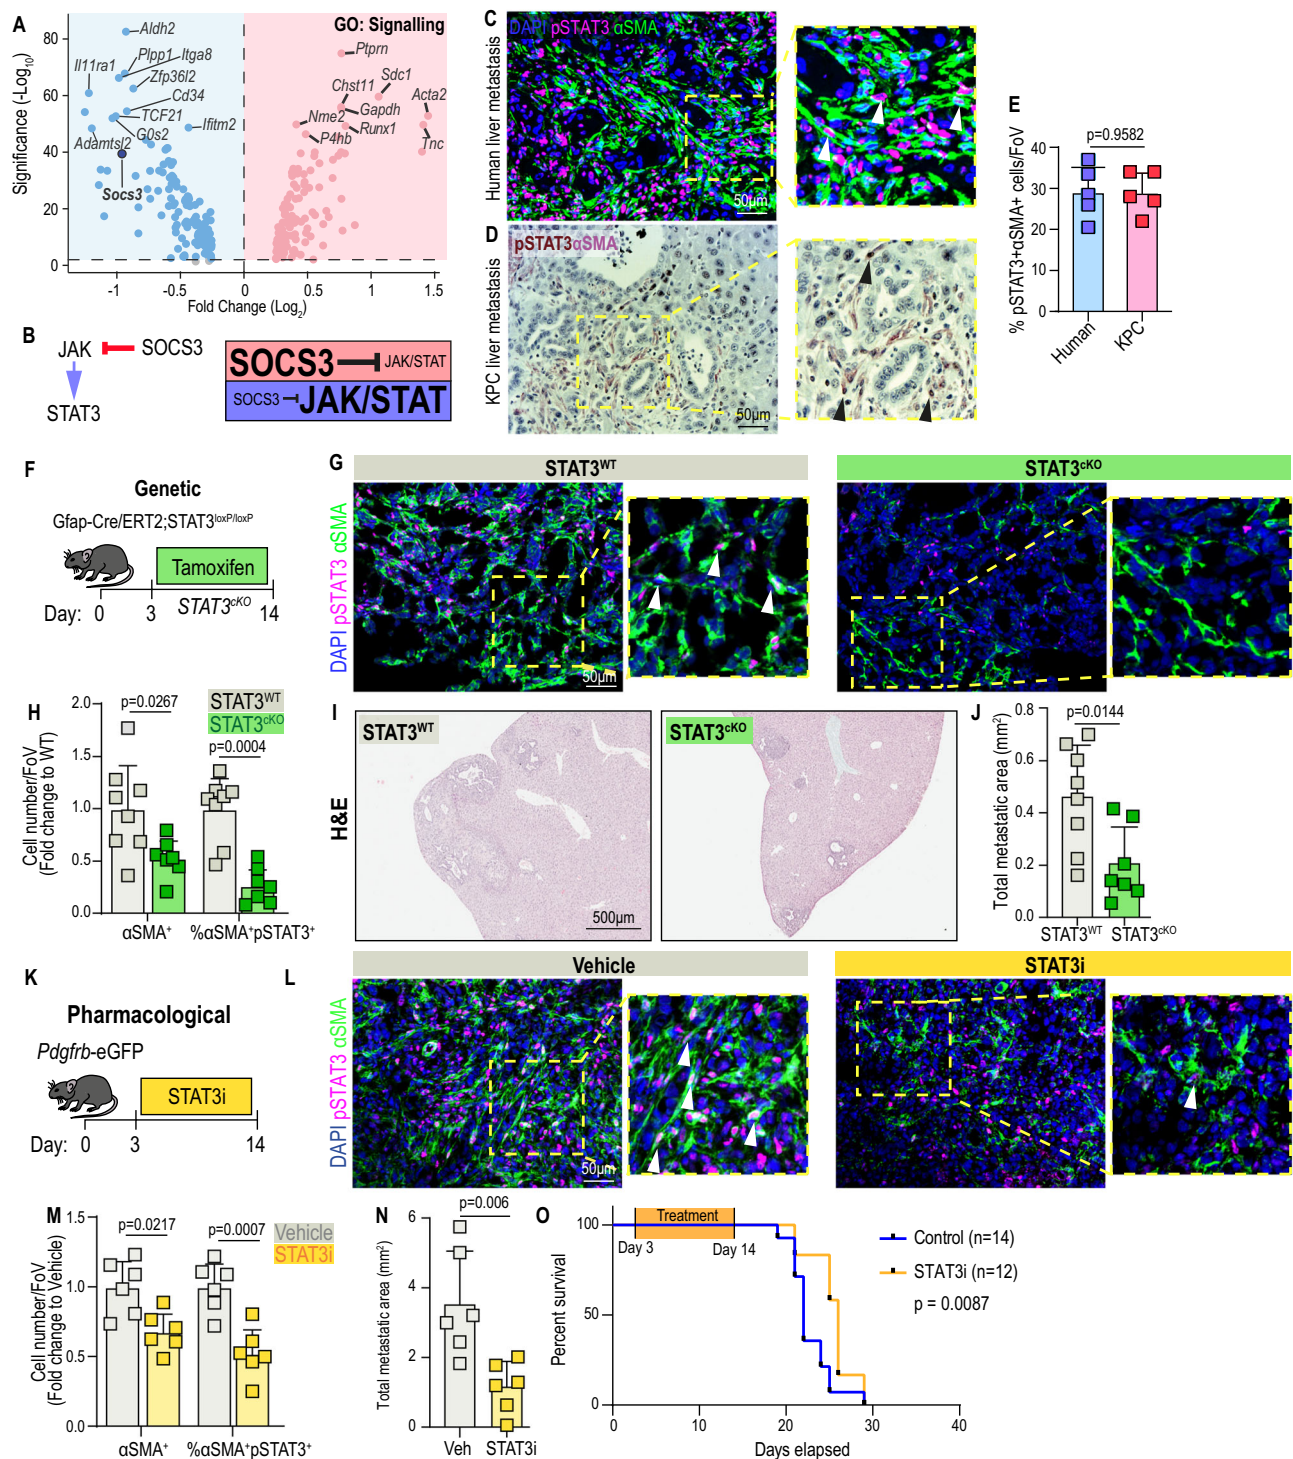 A
GO: Signalling
Significance (-Log10)
80
60
40
20
0
Aldh2
Plpp1
Itga8
Il11ra1
Zfp36l2
Cd34
TCF21
G0s2
Ifitm2
Adamtsl2
Socs3
Ptprn
Sdc1
Chst11
Acta2
Gapdh
Nme2
Runx1
P4hb
Tnc
-1
-0.5
0
0.5
1
1.5
Fold Change (Log2)
B
JAK
SOCS3
STAT3
SOCS3
JAK/STAT
SOCS3
JAK/STAT
C
Human liver metastasis
DAPI pSTAT3 αSMA
50µm
D
KPC liver metastasis
pSTAT3 αSMA
50µm
E
% pSTAT3+αSMA+ cells/FoV
p=0.9582
40
30
20
10
0
Human
KPC
F
Genetic
Gfap-Cre/ERT2;STAT3loxP/loxP
Tamoxifen
Day: 0
3
STAT3cKO
14
G
STAT3WT
STAT3cKO
DAPI pSTAT3 αSMA
50µm
H
Cell number/FoV
(Fold change to WT)
2.0
1.5
1.0
0.5
0.0
p=0.0267
STAT3WT
STAT3cKO
p=0.0004
αSMA+
%αSMA+pSTAT3+
I
H&E
STAT3WT
500µm
STAT3cKO
J
Total metastatic area (mm2)
p=0.0144
0.8
0.6
0.4
0.2
0.0
STAT3WT
STAT3cKO
K
Pharmacological
Pdgfrb-eGFP
STAT3i
Day: 0
3
14
L
Vehicle
STAT3i
DAPI pSTAT3 αSMA
50µm
M
Cell number/FoV
(Fold change to Vehicle)
1.5
1.0
0.5
0.0
p=0.0217
p=0.0007
Vehicle
STAT3i
αSMA+
%αSMA+pSTAT3+
N
Total metastatic area (mm2)
p=0.006
6
4
2
0
Veh
STAT3i
O
Percent survival
100
50
0
Treatment
Day 3
Day 14
Control (n=14)
STAT3i (n=12)
p = 0.0087
0
10
20
30
40
Days elapsed